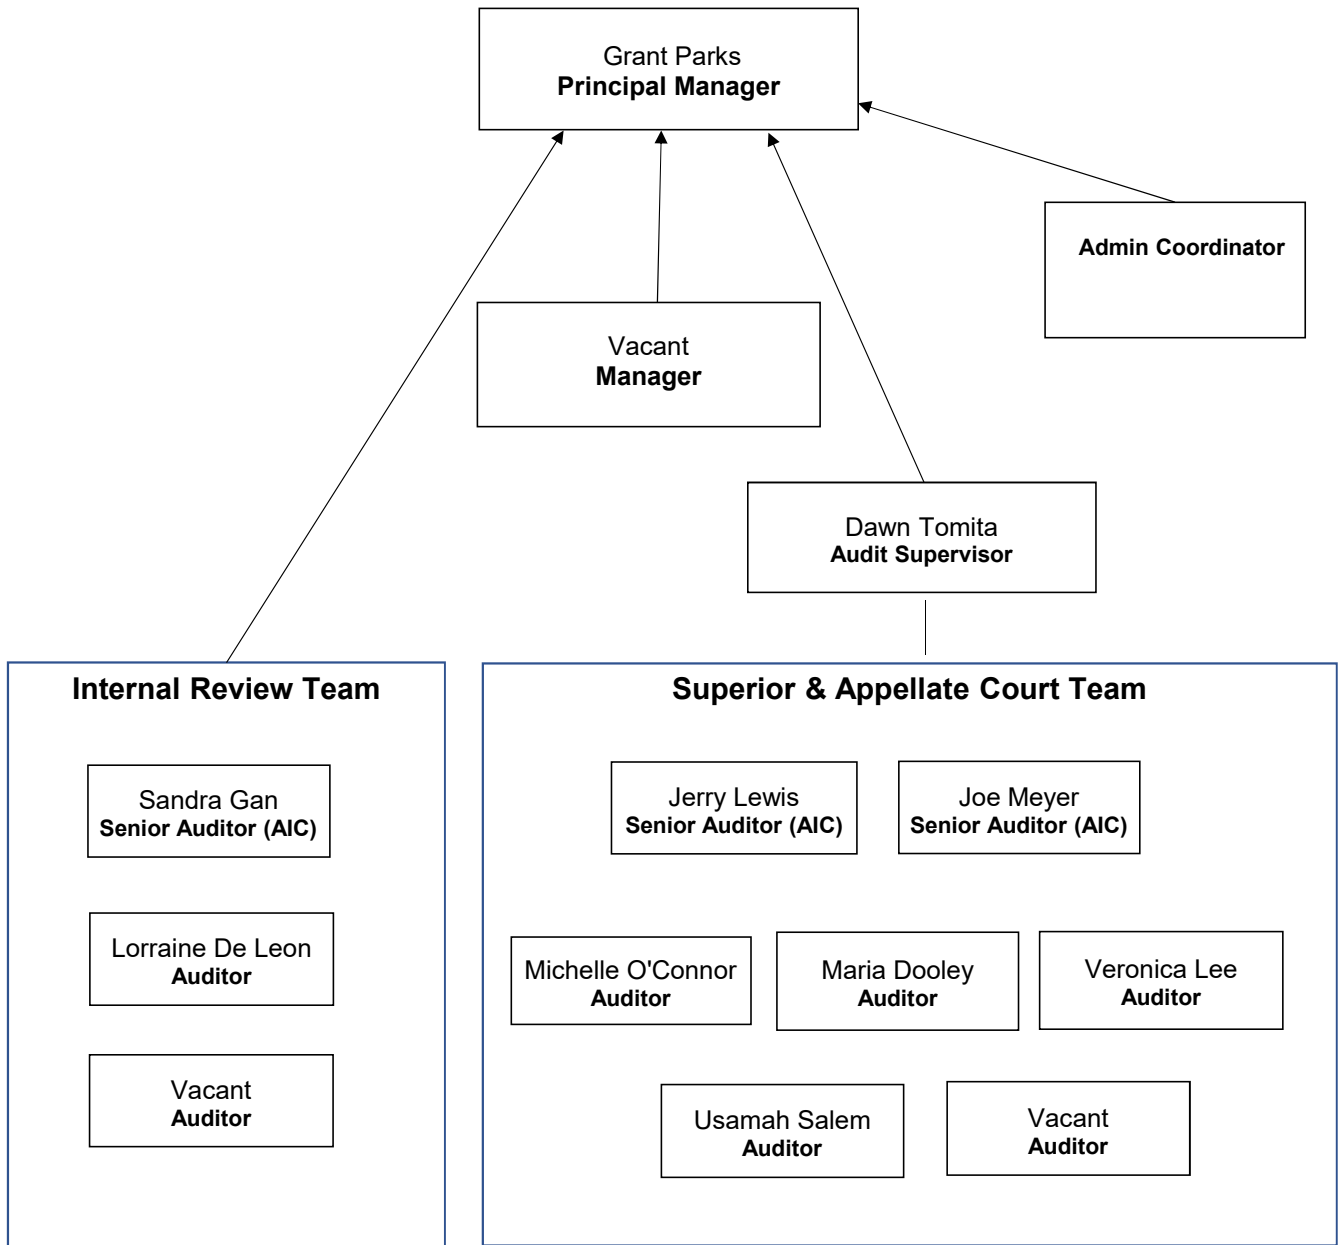 Grant Parks
Principal Manager
Admin Coordinator
Vacant
Manager
Dawn Tomita
Audit Supervisor
Internal Review Team
Sandra Gan
Senior Auditor (AIC)
Lorraine De Leon
Auditor
Vacant
Auditor
Superior & Appellate Court Team
Jerry Lewis
Senior Auditor (AIC)
Joe Meyer
Senior Auditor (AIC)
Michelle O'Connor
Auditor
Maria Dooley
Auditor
Veronica Lee
Auditor
Usamah Salem
Auditor
Vacant
Auditor